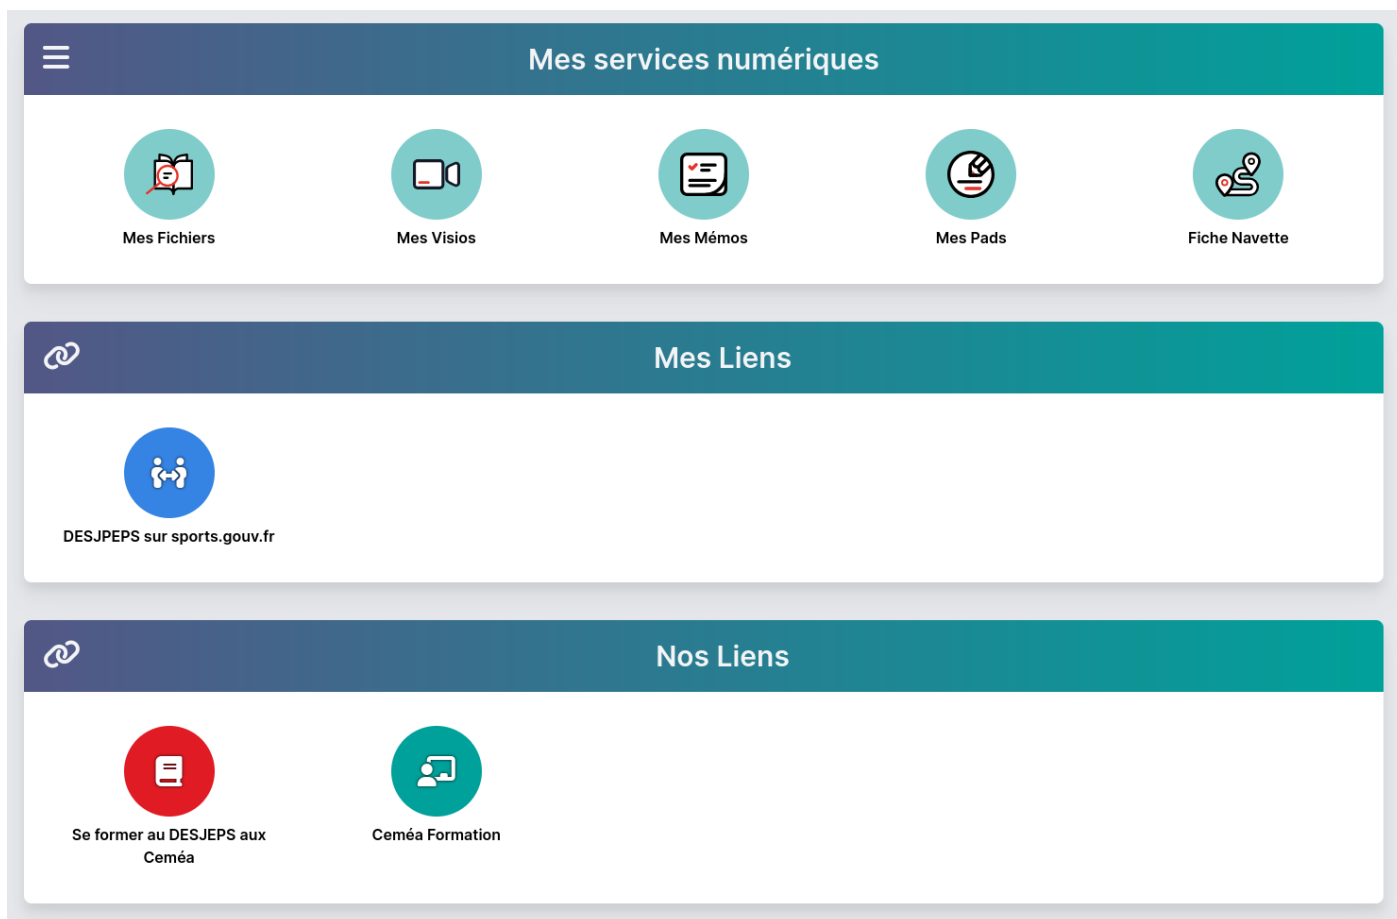 Mes services numériques
Mes Fichiers
Mes Visios
Mes Mémos
Mes Pads
Fiche Navette
Mes Liens
DESJPEPS sur sports.gouv.fr
Nos Liens
Se former au DESJEPS aux
Ceméa
Ceméa Formation